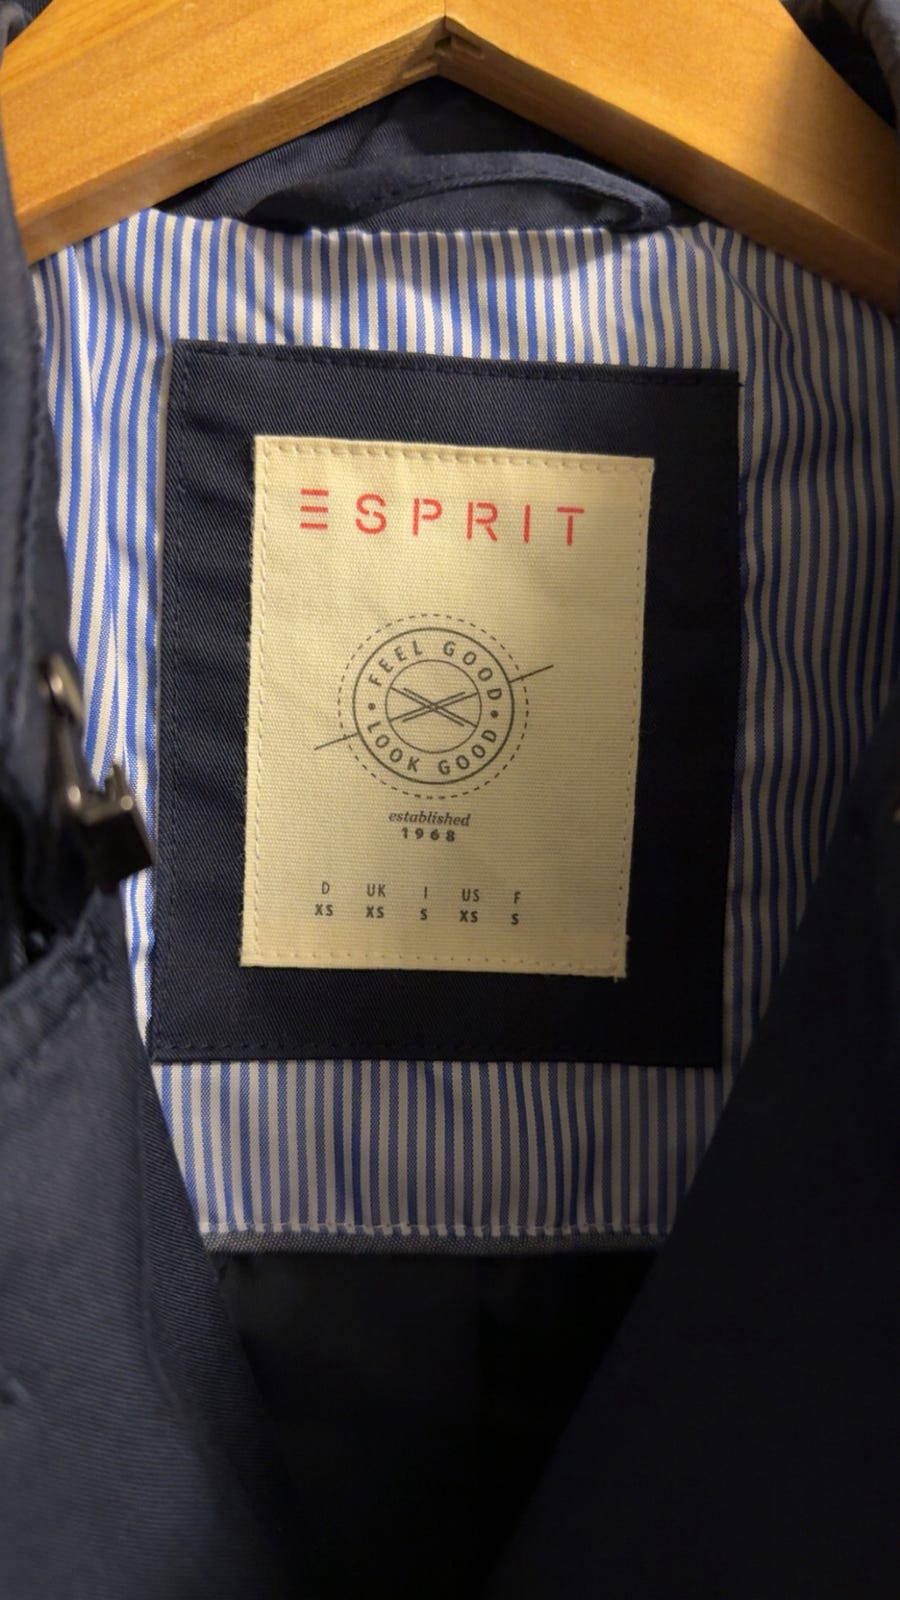 ESPRIT
FEEL GOOD
LOOK GOOD
established
1968
D UK I US F
XS XS S XS S